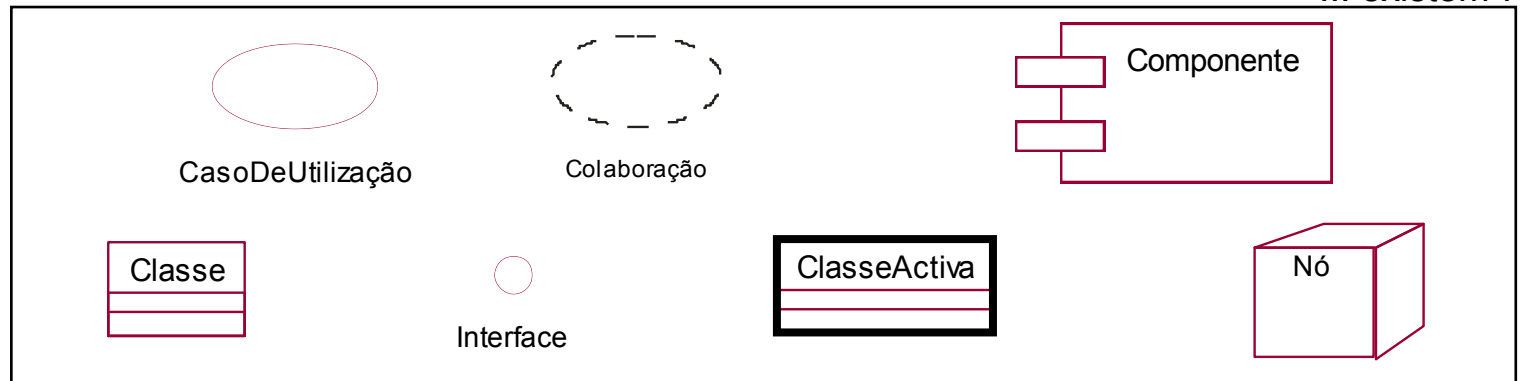 CasoDeUtilização
Colaboração
Componente
Classe
Interface
ClasseActiva
Nó